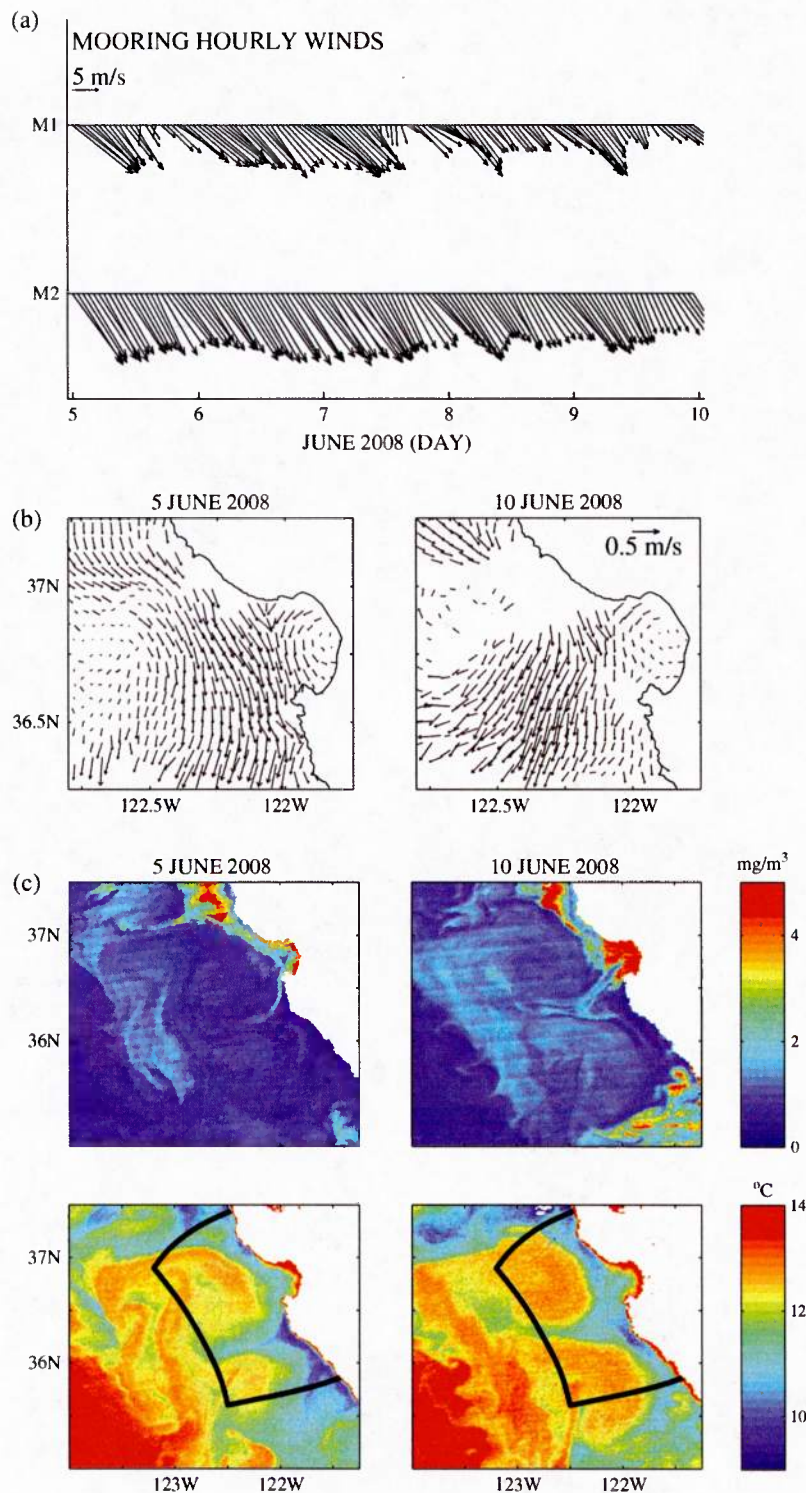 (a)
MOORING HOURLY WINDS
5 m/s
M1
M2
5 6 7 8 9 10
JUNE 2008 (DAY)
(b)
5 JUNE 2008 10 JUNE 2008
0.5 m/s
37N
36.5N
122.5W 122W 122.5W 122W
(c)
5 JUNE 2008 10 JUNE 2008 mg/m³
37N
36N
4
2
0
°C
37N
36N
14
12
10
123W 122W 123W 122W